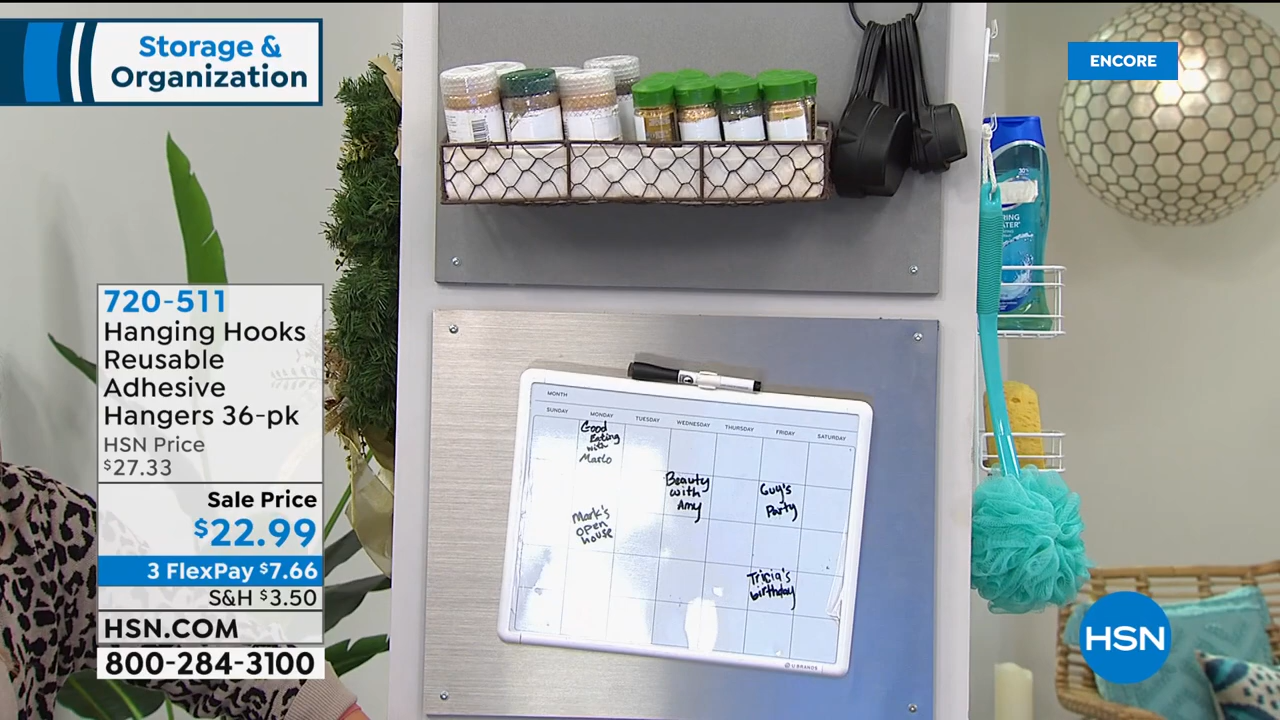 Storage &
Organization
ENCORE
720-511
Hanging Hooks
Reusable
Adhesive
Hangers 36-pk
HSN Price
$27.33
Sale Price
$22.99
3 FlexPay $7.66
S&H $3.50
HSN.COM
800-284-3100
MONTH
SUNDAY MONDAY TUESDAY WEDNESDAY THURSDAY FRIDAY SATURDAY
Good
Eating
with
Marlo
Beauty
with
Amy
Guy's
Party
Mark's
open
house
Tricia's
birthday
U BRANDS
HSN